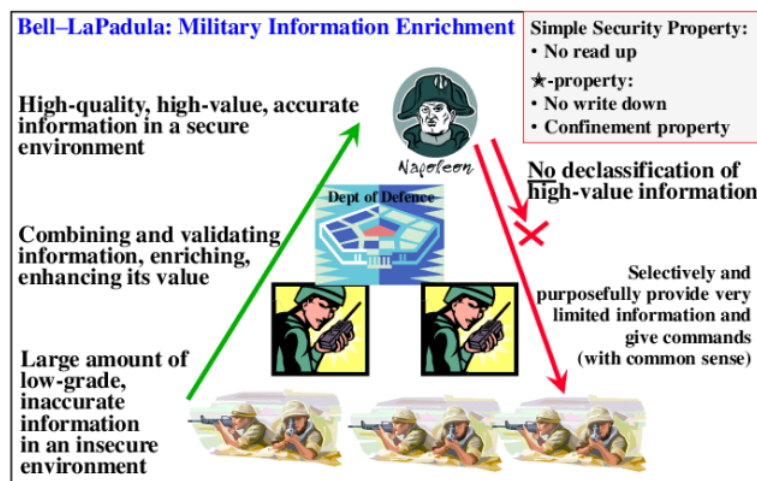 Bell–LaPadula: Military Information Enrichment
Simple Security Property:
• No read up
★-property:
• No write down
• Confinement property
High-quality, high-value, accurate
information in a secure
environment
Napoleon
No declassification of
high-value information
Dept of Defence
Combining and validating
information, enriching,
enhancing its value
Selectively and
purposefully provide very
limited information and
give commands
(with common sense)
Large amount of
low-grade,
inaccurate
information
in an insecure
environment